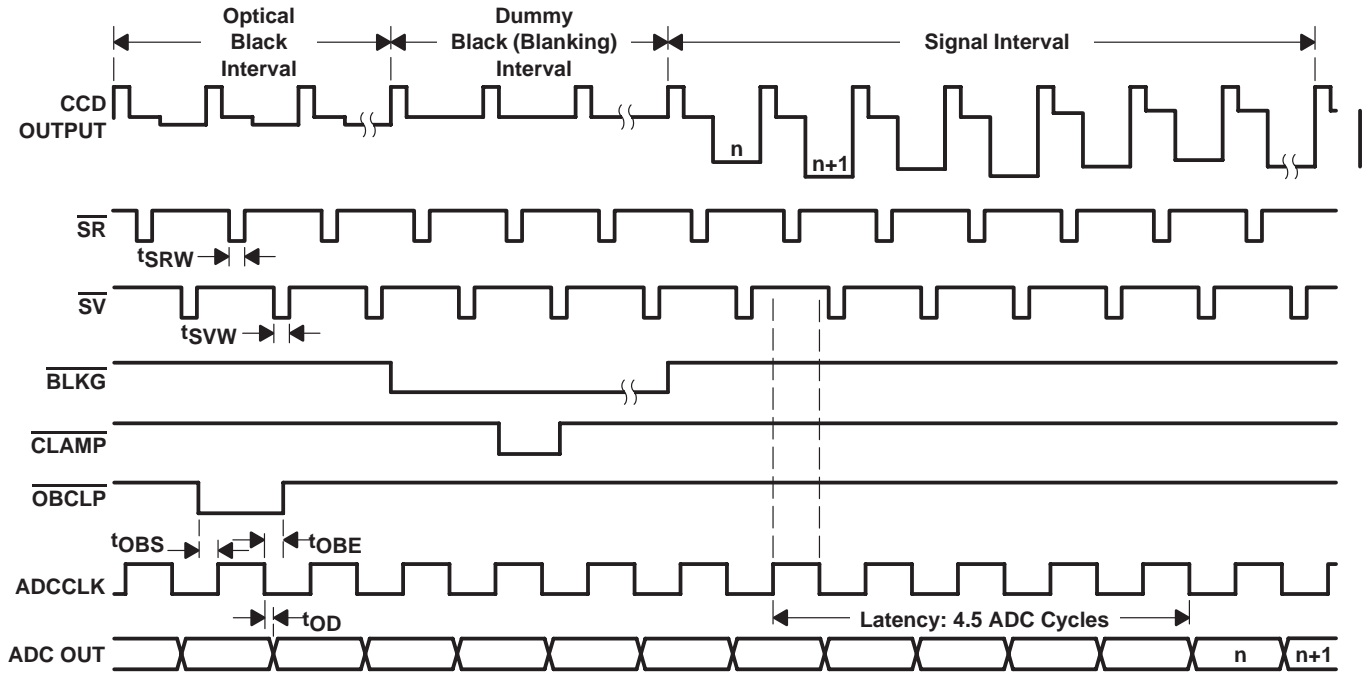 Optical
Black
Interval
Dummy
Black (Blanking)
Interval
Signal Interval
CCD
OUTPUT
n
n+1
SR
tSRW
SV
tSVW
BLKG
CLAMP
OBCLP
tOBS
tOBE
ADCCLK
tOD
Latency: 4.5 ADC Cycles
ADC OUT
n
n+1